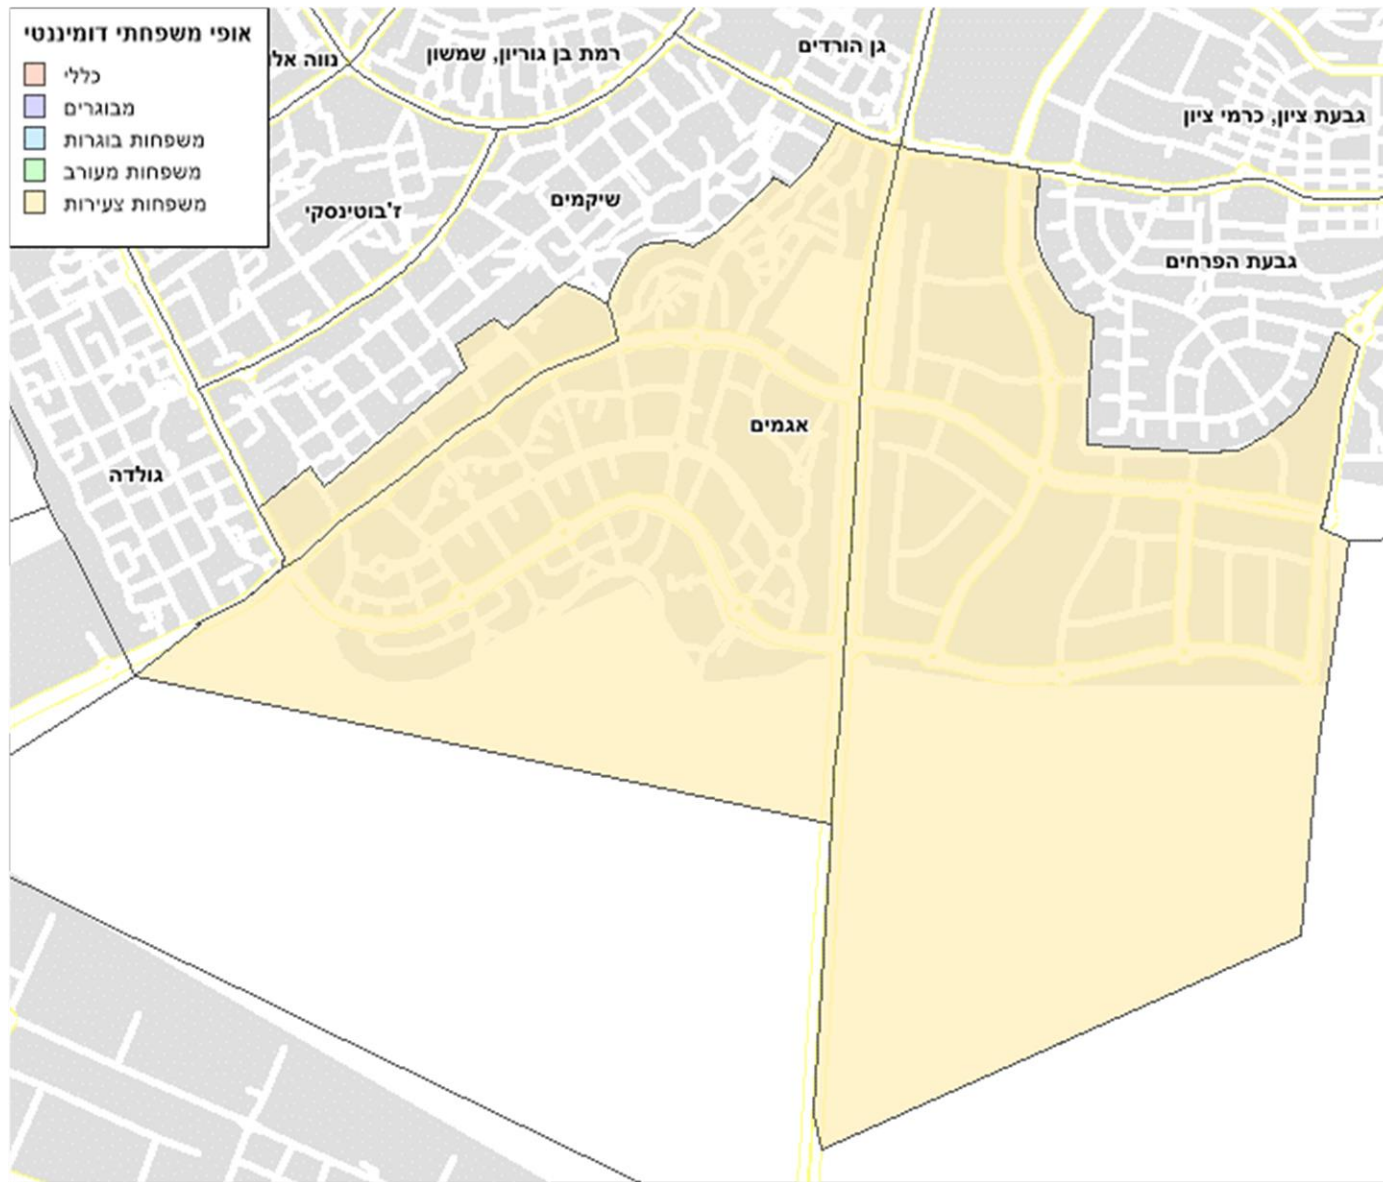 אופי משפחתי דומיננטי
כללי
מבוגרים
משפחות בוגרות
משפחות מעורב
משפחות צעירות
רמת בן גוריון, שמשון
גן הורדים
גבעת ציון, כרמי ציון
שיקמים
ז'בוטינסקי
גבעת הפרחים
אגמים
גולדה
נווה